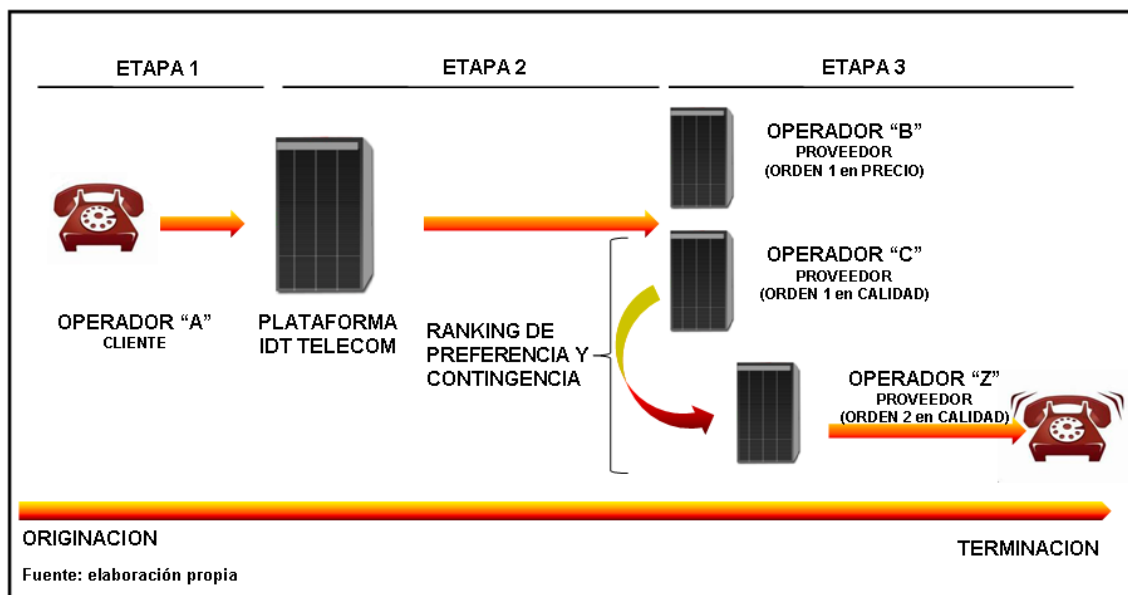 ETAPA 1
ETAPA 2
ETAPA 3
OPERADOR “A”
CLIENTE
PLATAFORMA
IDT TELECOM
RANKING DE
PREFERENCIA Y
CONTINGENCIA
OPERADOR “B”
PROVEEDOR
(ORDEN 1 en PRECIO)
OPERADOR “C”
PROVEEDOR
(ORDEN 1 en CALIDAD)
OPERADOR “Z”
PROVEEDOR
(ORDEN 2 en CALIDAD)
ORIGINACION
TERMINACION
Fuente: elaboración propia